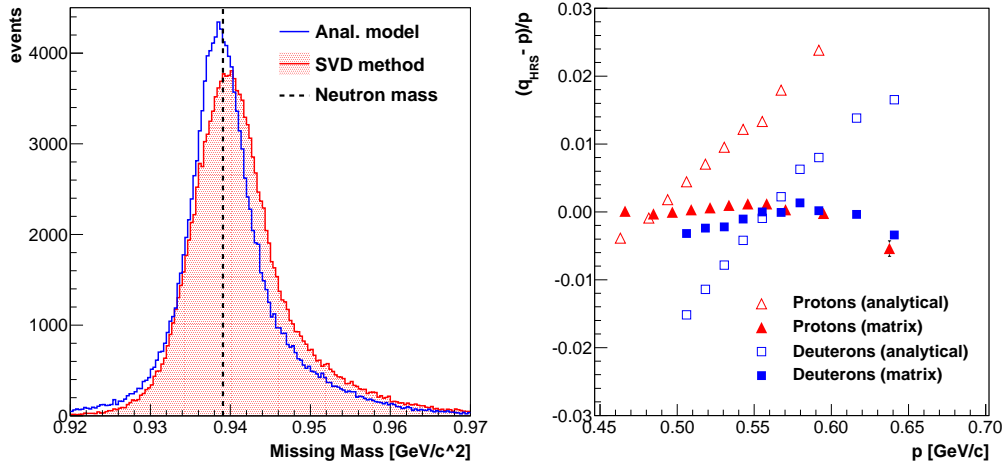 events
4000
3000
2000
1000
0
0.92
0.93
0.94
0.95
0.96
0.97
Missing Mass [GeV/c^2]
Anal. model
SVD method
Neutron mass
(q_HRS - p)/p
0.03
0.02
0.01
0.00
-0.01
-0.02
-0.03
0.45
0.50
0.55
0.60
0.65
0.70
p [GeV/c]
Protons (analytical)
Protons (matrix)
Deuterons (analytical)
Deuterons (matrix)